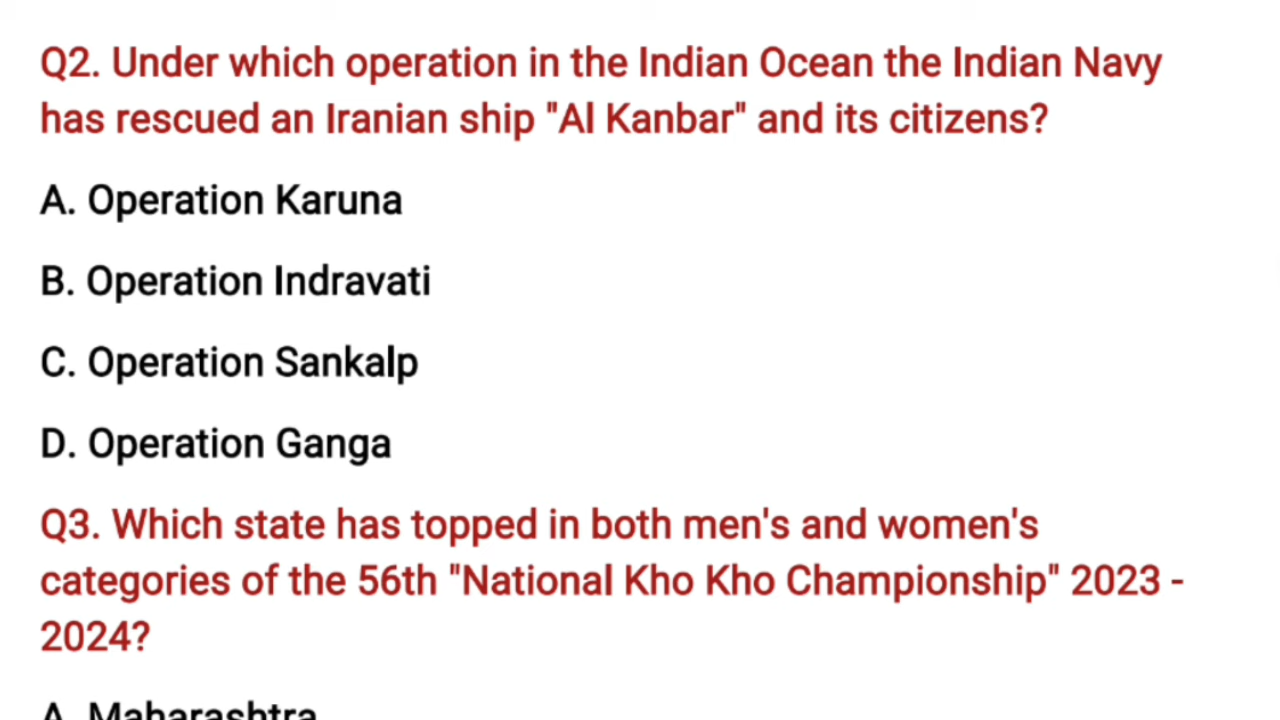 Q2. Under which operation in the Indian Ocean the Indian Navy
has rescued an Iranian ship "Al Kanbar" and its citizens?
A. Operation Karuna
B. Operation Indravati
C. Operation Sankalp
D. Operation Ganga
Q3. Which state has topped in both men's and women's
categories of the 56th "National Kho Kho Championship" 2023 -
2024?
A. Maharashtra